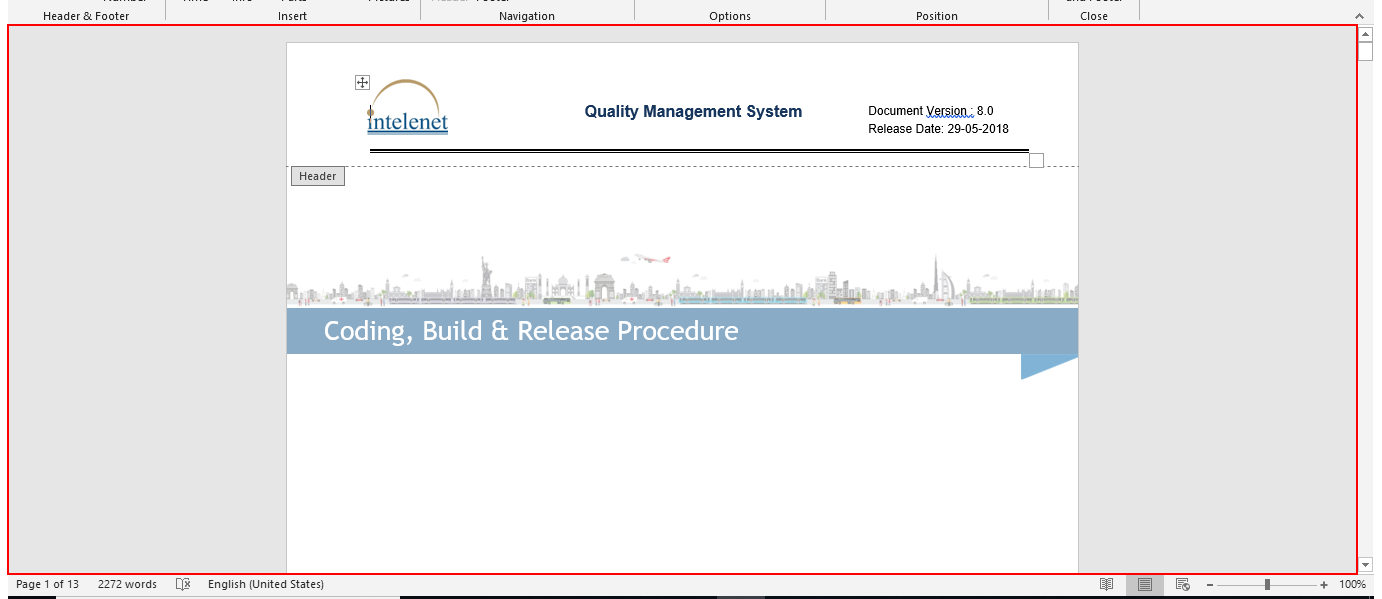 Header & Footer
Insert
Navigation
Options
Position
Close
intelenet
Quality Management System
Document Version : 8.0
Release Date: 29-05-2018
Header
Coding, Build & Release Procedure
Page 1 of 13
2272 words
English (United States)
100%